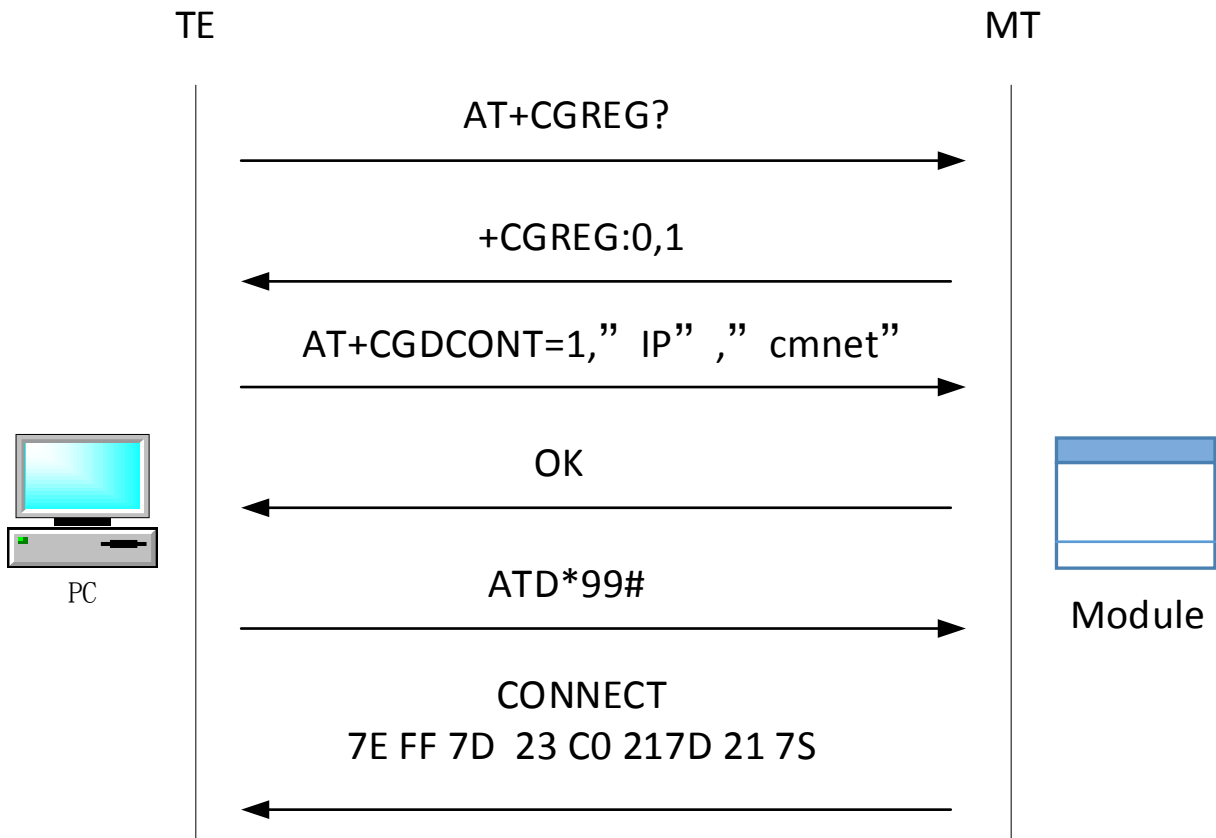 TE
MT
AT+CGREG?
+CGREG:0,1
AT+CGDCONT=1,” IP” ,” cmnet”
OK
PC
ATD*99#
Module
CONNECT
7E FF 7D 23 C0 217D 21 7S